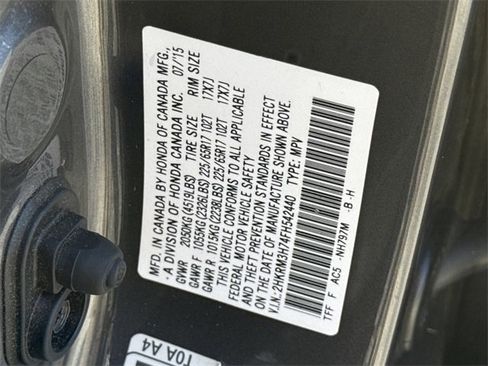 MFD. IN CANADA BY HONDA OF CANADA MFG.,
- A DIVISION OF HONDA CANADA INC. 07/15
GVWR 2050KG (4519LBS) TIRE SIZE RIM SIZE
GAWR F 1055KG (2326LBS) 225/65R17 102T 17X7J
GAWR R 1015KG (2238LBS) 225/65R17 102T 17X7J
THIS VEHICLE CONFORMS TO ALL APPLICABLE
FEDERAL MOTOR VEHICLE SAFETY
AND THEFT PREVENTION STANDARDS IN EFFECT
ON THE DATE OF MANUFACTURE SHOWN ABOVE.
V.I.N.:2HKRM3H74FH542440 TYPE: MPV
TFF F AC5 -NH797M -B -H
T0A A4